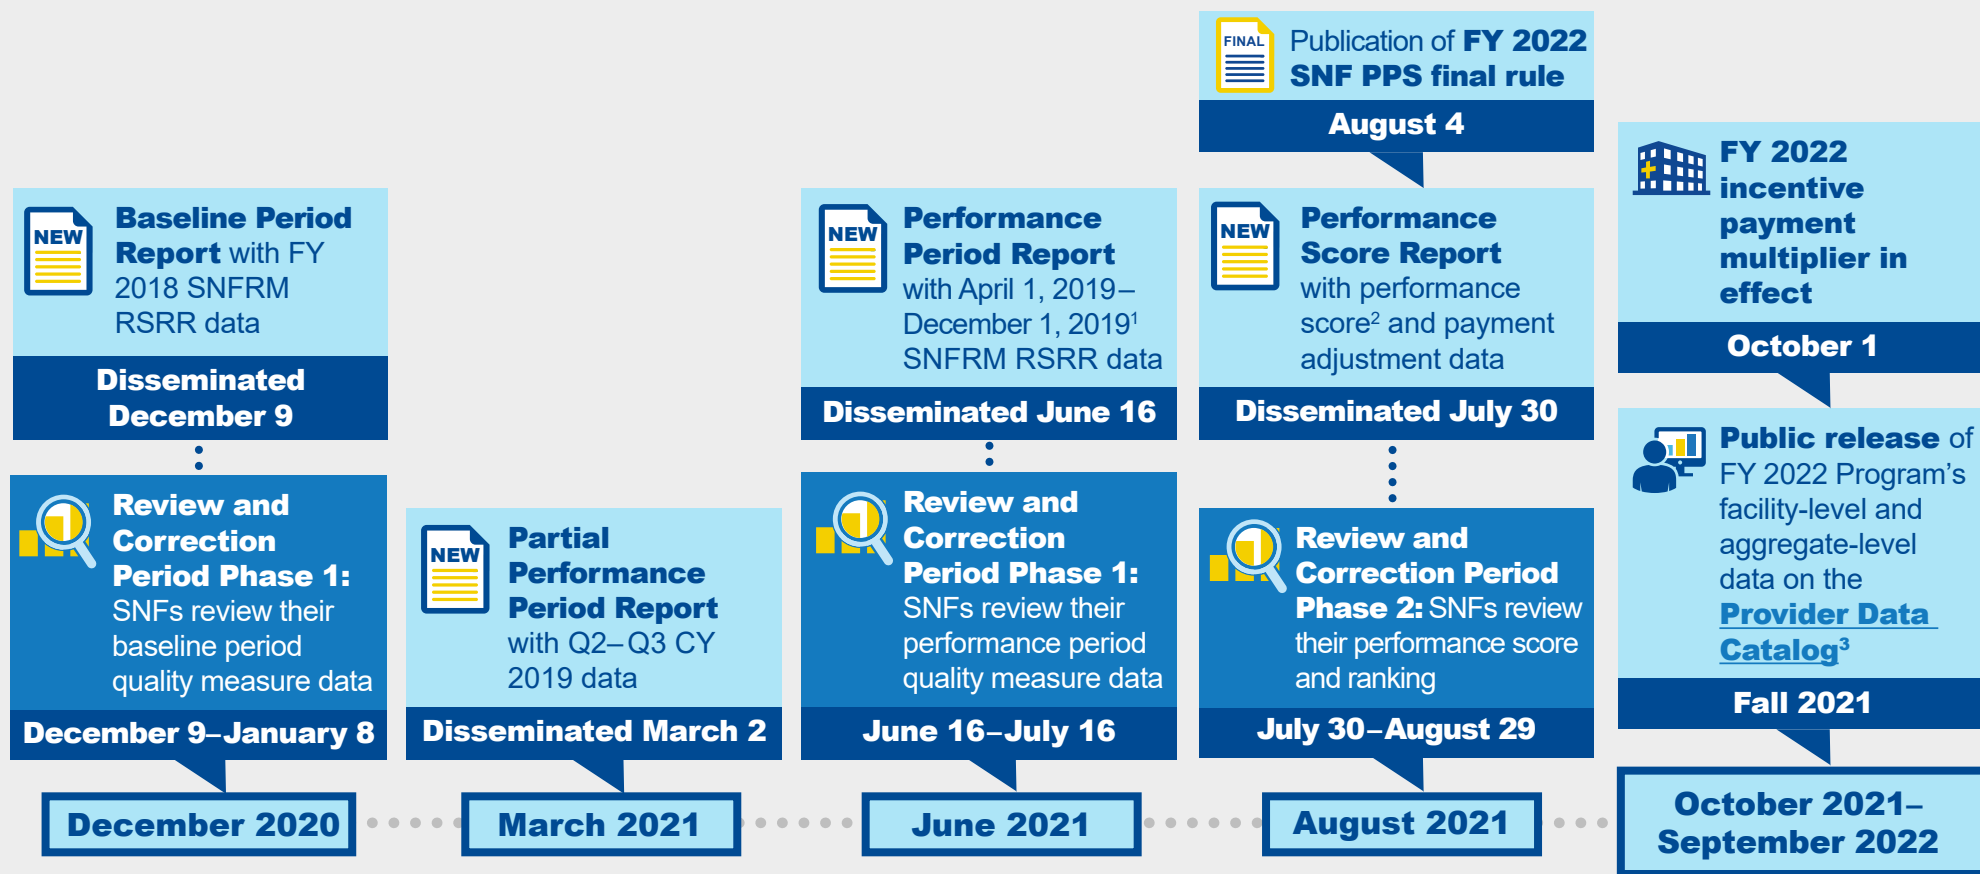 NEW
Baseline Period
Report with FY
2018 SNFRM
RSRR data
Disseminated
December 9
Review and
Correction
Period Phase 1:
SNFs review their
baseline period
quality measure data
December 9–January 8
December 2020
NEW
Partial
Performance
Period Report
with Q2–Q3 CY
2019 data
Disseminated March 2
March 2021
NEW
Performance
Period Report
with April 1, 2019–
December 1, 2019¹
SNFRM RSRR data
Disseminated June 16
Review and
Correction
Period Phase 1:
SNFs review their
performance period
quality measure data
June 16–July 16
June 2021
FINAL
Publication of FY 2022
SNF PPS final rule
August 4
NEW
Performance
Score Report
with performance
score² and payment
adjustment data
Disseminated July 30
Review and
Correction Period
Phase 2: SNFs review
their performance score
and ranking
July 30–August 29
August 2021
FY 2022
incentive
payment
multiplier in
effect
October 1
Public release of
FY 2022 Program's
facility-level and
aggregate-level
data on the
Provider Data
Catalog³
Fall 2021
October 2021–
September 2022